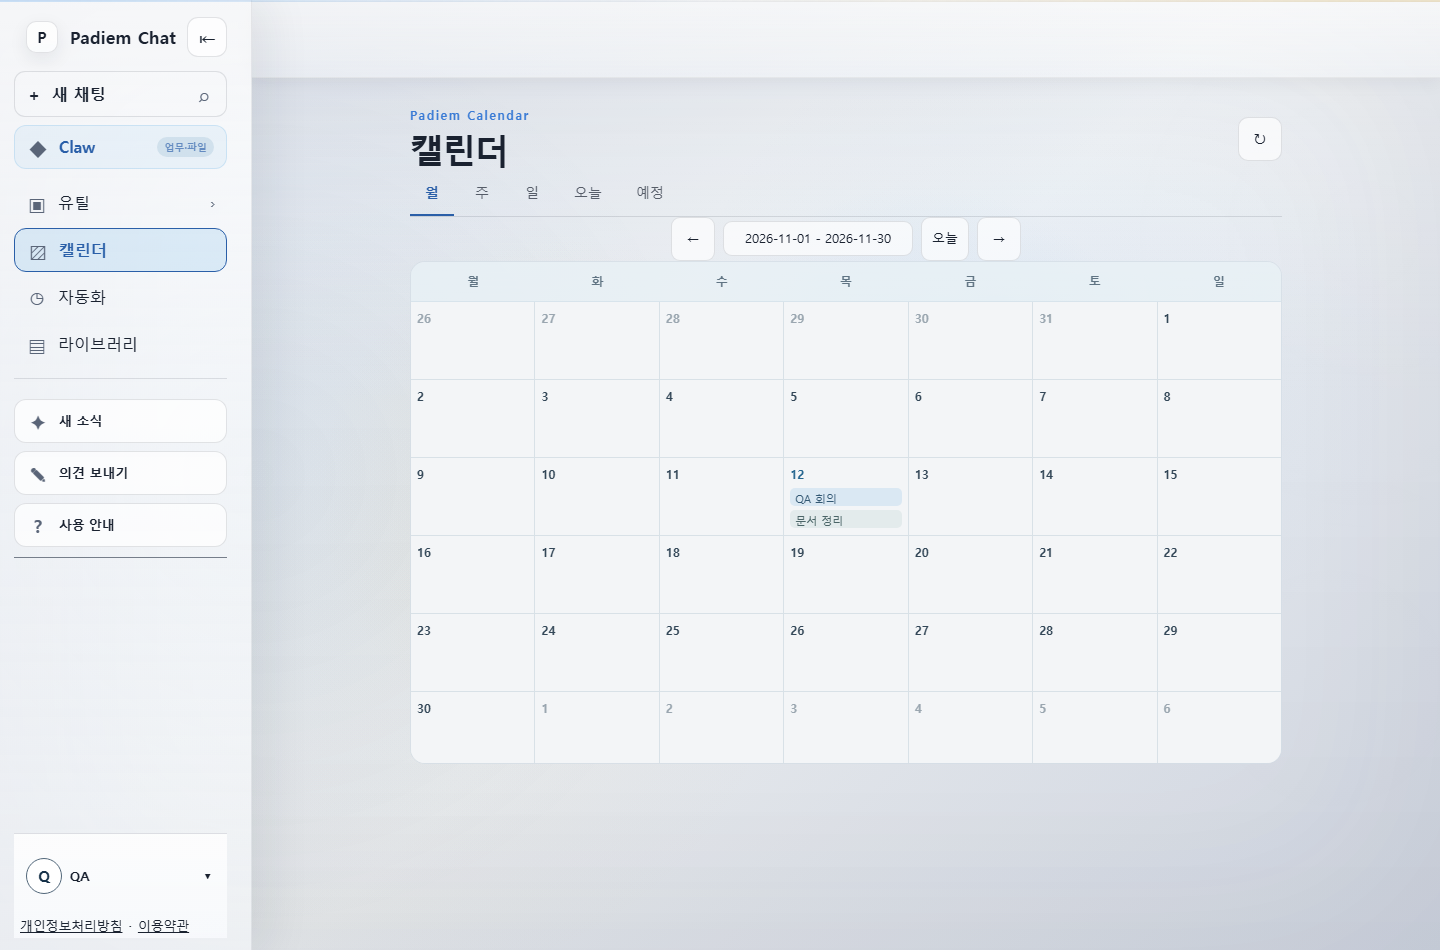 P Padiem Chat ⇤
+ 새 채팅 ⌕
◆ Claw 업무·파일
▣ 유틸 ›
▨ 캘린더
◷ 자동화
▤ 라이브러리
✦ 새 소식
✎ 의견 보내기
? 사용 안내
Q QA ▼
개인정보처리방침 · 이용약관
Padiem Calendar
캘린더
↻
월 주 일 오늘 예정
← 2026-11-01 - 2026-11-30 오늘 →
월 화 수 목 금 토 일
26 27 28 29 30 31 1
2 3 4 5 6 7 8
9 10 11 12 13 14 15
QA 회의
문서 정리
16 17 18 19 20 21 22
23 24 25 26 27 28 29
30 1 2 3 4 5 6